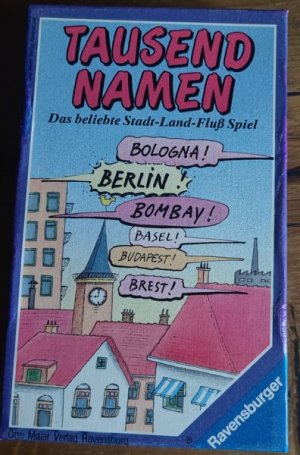 TAUSEND
NAMEN
Das beliebte Stadt-Land-Fluß Spiel
BOLOGNA!
BERLIN!
BOMBAY!
BASEL!
BUDAPEST!
BREST!
Ravensburger
Otto Maier Verlag Ravensburg
®